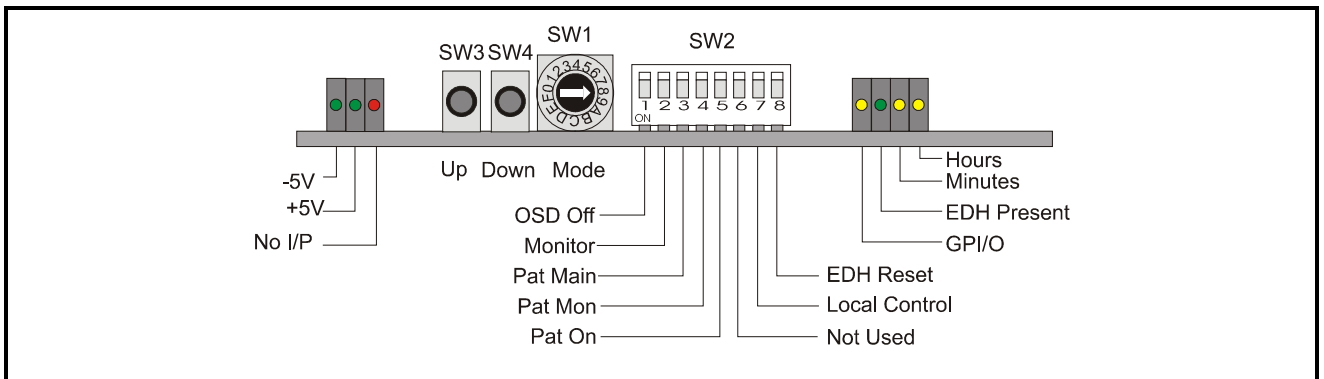 SW1
SW3 SW4
SW2
0123456789ABCDEF
1 2 3 4 5 6 7 8
ON
Up Down Mode
-5V
+5V
No I/P
OSD Off
Monitor
Pat Main
Pat Mon
Pat On
EDH Reset
Local Control
Not Used
Hours
Minutes
EDH Present
GPI/O